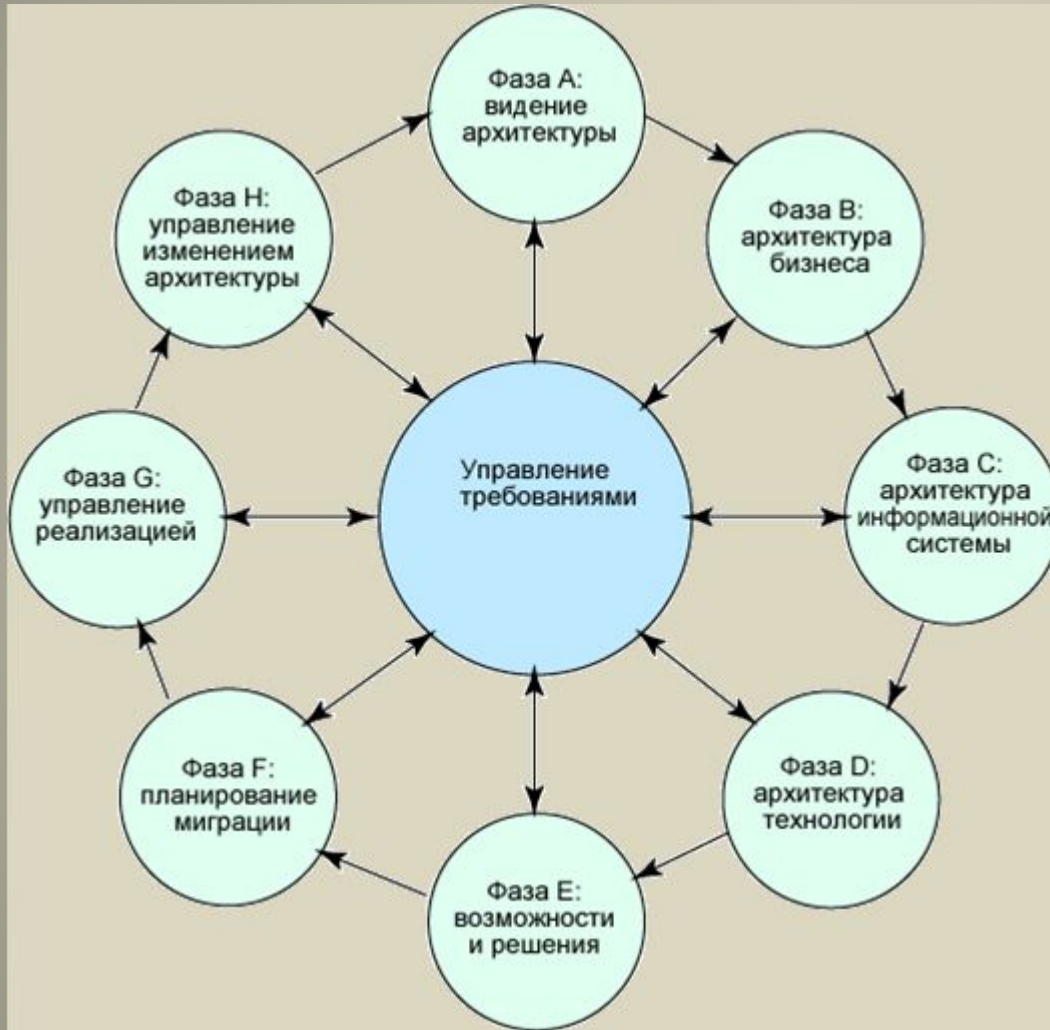 Фаза А:
видение
архитектуры
Фаза В:
архитектура
бизнеса
Фаза С:
архитектура
информационной
системы
Фаза D:
архитектура
технологии
Фаза Е:
возможности
и решения
Фаза F:
планирование
миграции
Фаза G:
управление
реализацией
Фаза Н:
управление
изменением
архитектуры
Управление
требованиями